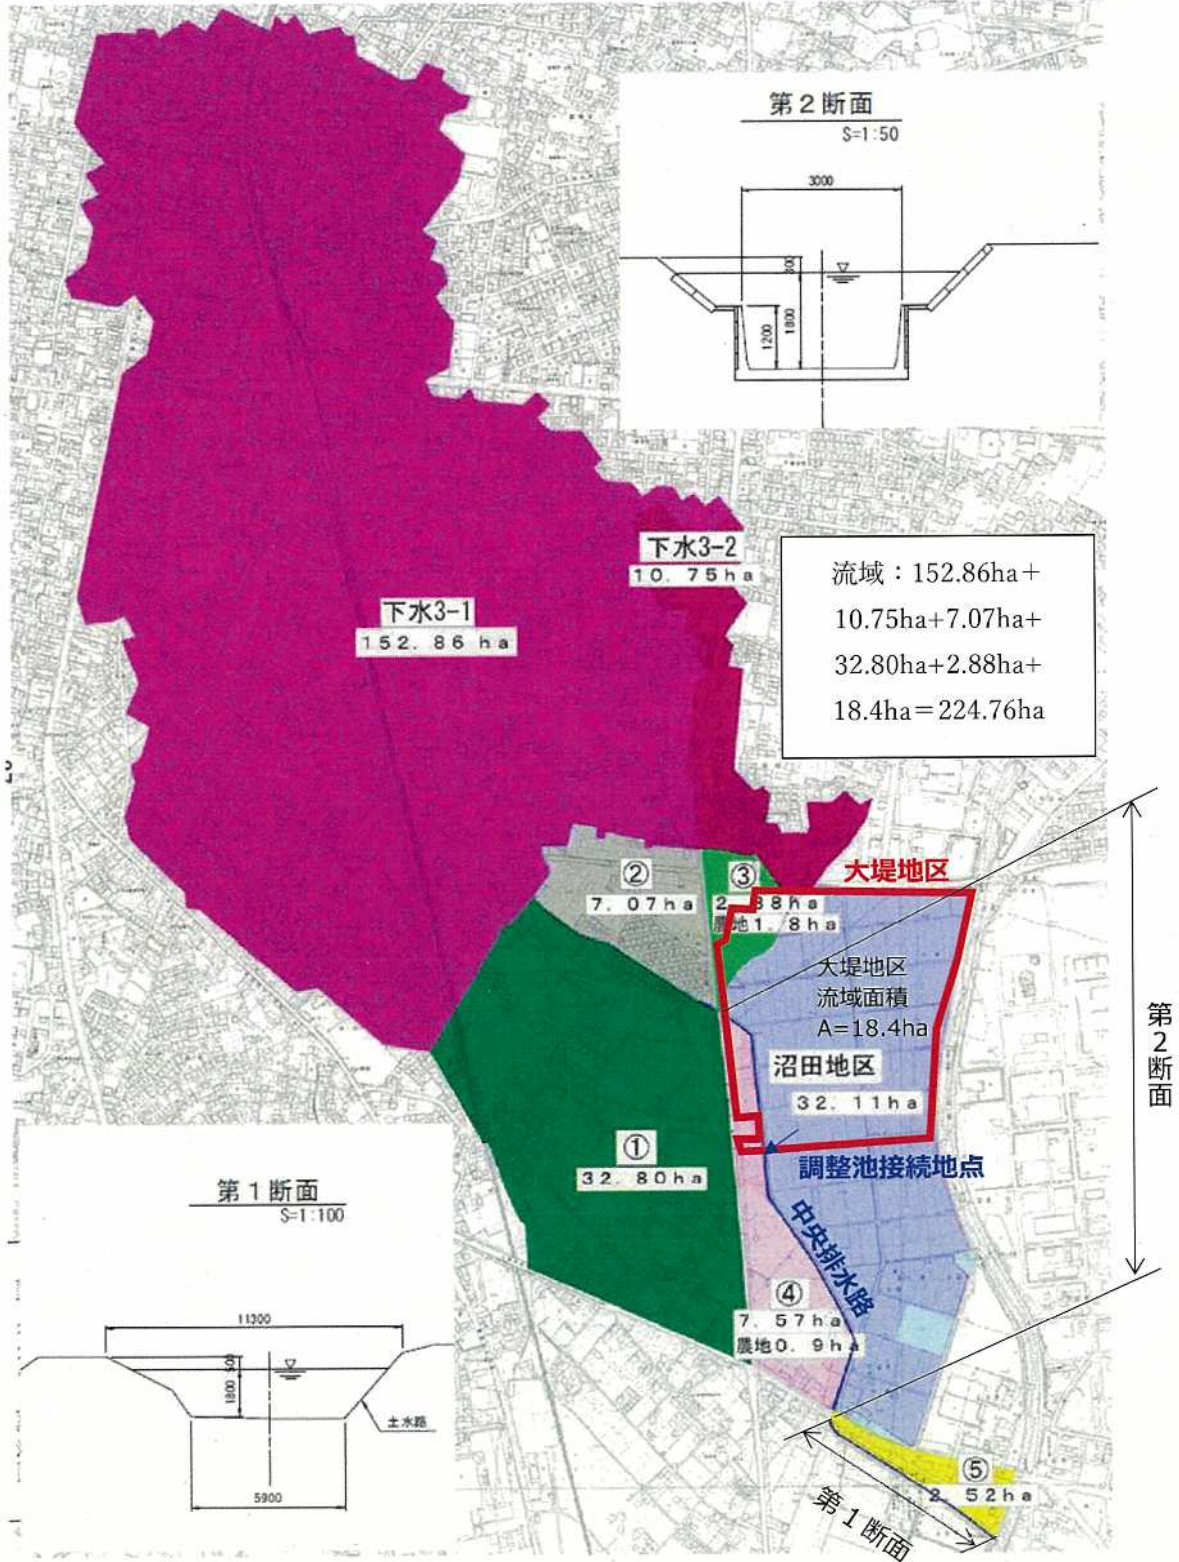 第2断面
S=1:50
3000
300
1800
1200
下水3-2
10.75ha
下水3-1
152.86 ha
流域：152.86ha＋
10.75ha+7.07ha+
32.80ha+2.88ha+
18.4ha＝224.76ha
大堤地区
②
7.07ha
③
2.88ha
農地1.8ha
大堤地区
流域面積
A=18.4ha
沼田地区
32.11ha
第2断面
①
32.80ha
調整池接続地点
中央排水路
第1断面
S=1:100
11300
500
1800
土水路
5900
④
7.57ha
農地0.9ha
⑤
2.52ha
第1断面